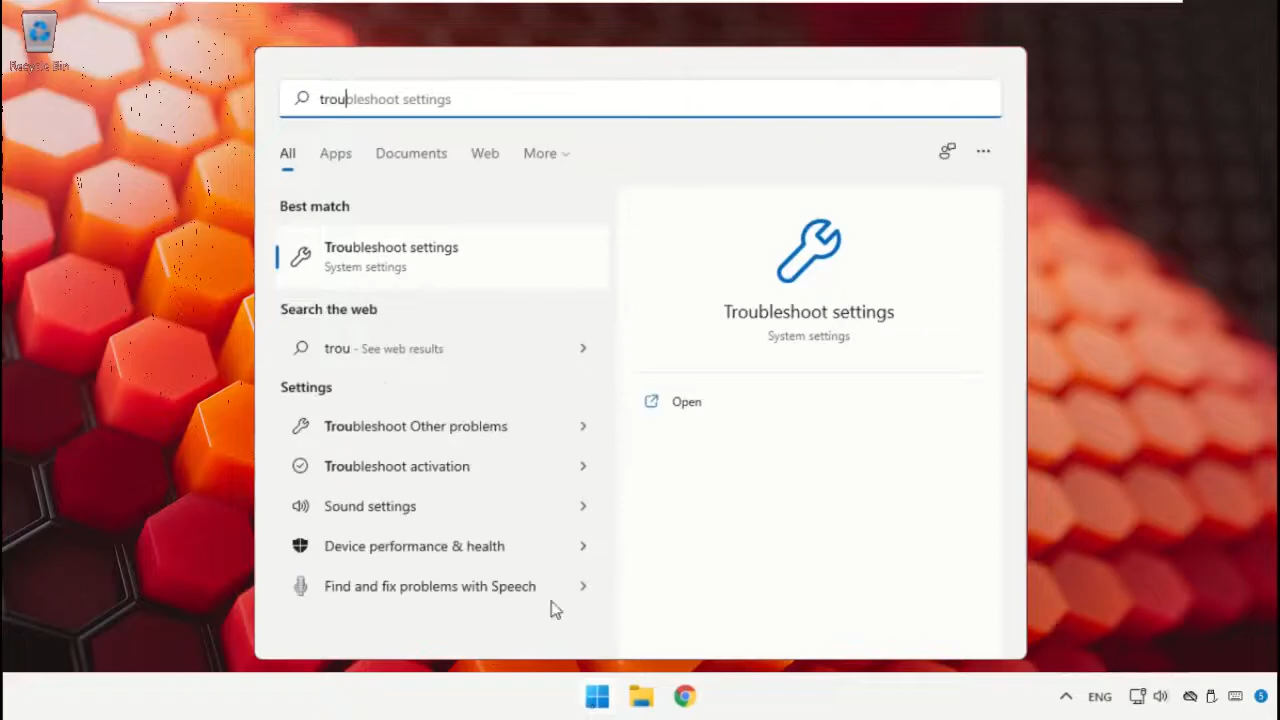 Recycle Bin
troubleshoot settings
All Apps Documents Web More
Best match
Troubleshoot settings
System settings
Search the web
trou - See web results
Settings
Troubleshoot Other problems
Troubleshoot activation
Sound settings
Device performance & health
Find and fix problems with Speech
Troubleshoot settings
System settings
Open
ENG
5